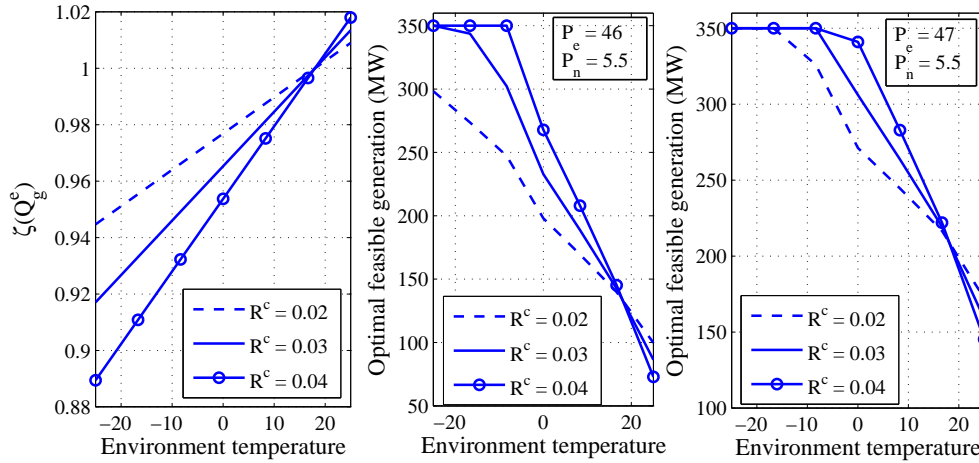 1.02
1
0.98
0.96
0.94
0.92
0.9
0.88
ζ(Q_g^e)
−20 −10 0 10 20
Environment temperature
R^c = 0.02
R^c = 0.03
R^c = 0.04
350
300
250
200
150
100
50
Optimal feasible generation (MW)
−20 0 20
Environment temperature
P_e = 46
P_n = 5.5
R^c = 0.02
R^c = 0.03
R^c = 0.04
350
300
250
200
150
100
Optimal feasible generation (MW)
−20 −10 0 10 20
Environment temperature
P_e = 47
P_n = 5.5
R^c = 0.02
R^c = 0.03
R^c = 0.04